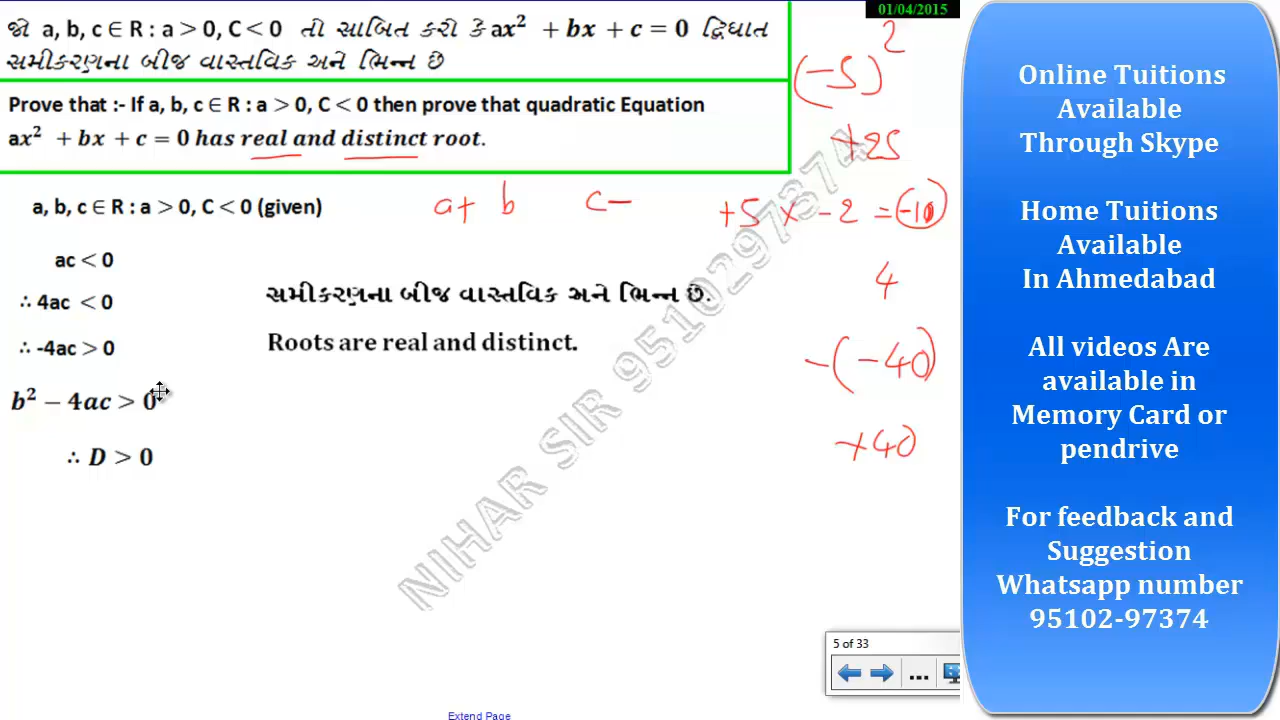 01/04/2015
જો a, b, c ∈ R : a > 0, C < 0 તો સાબિત કરો કે ax² + bx + c = 0 દ્વિઘાત
સમીકરણના બીજ વાસ્તવિક અને ભિન્ન છે
Prove that :- If a, b, c ∈ R : a > 0, C < 0 then prove that quadratic Equation
ax² + bx + c = 0 has real and distinct root.
a, b, c ∈ R : a > 0, C < 0 (given)
a+ b c-
ac < 0
∴ 4ac < 0
∴ -4ac > 0
b² − 4ac > 0
∴ D > 0
સમીકરણના બીજ વાસ્તવિક અને ભિન્ન છે.
Roots are real and distinct.
(-5)²
+25
+5 x -2 = -10
4
-(-40)
+40
NIHAR SIR 9510297374
5 of 33
...
Extend Page
Online Tuitions
Available
Through Skype
Home Tuitions
Available
In Ahmedabad
All videos Are
available in
Memory Card or
pendrive
For feedback and
Suggestion
Whatsapp number
95102-97374